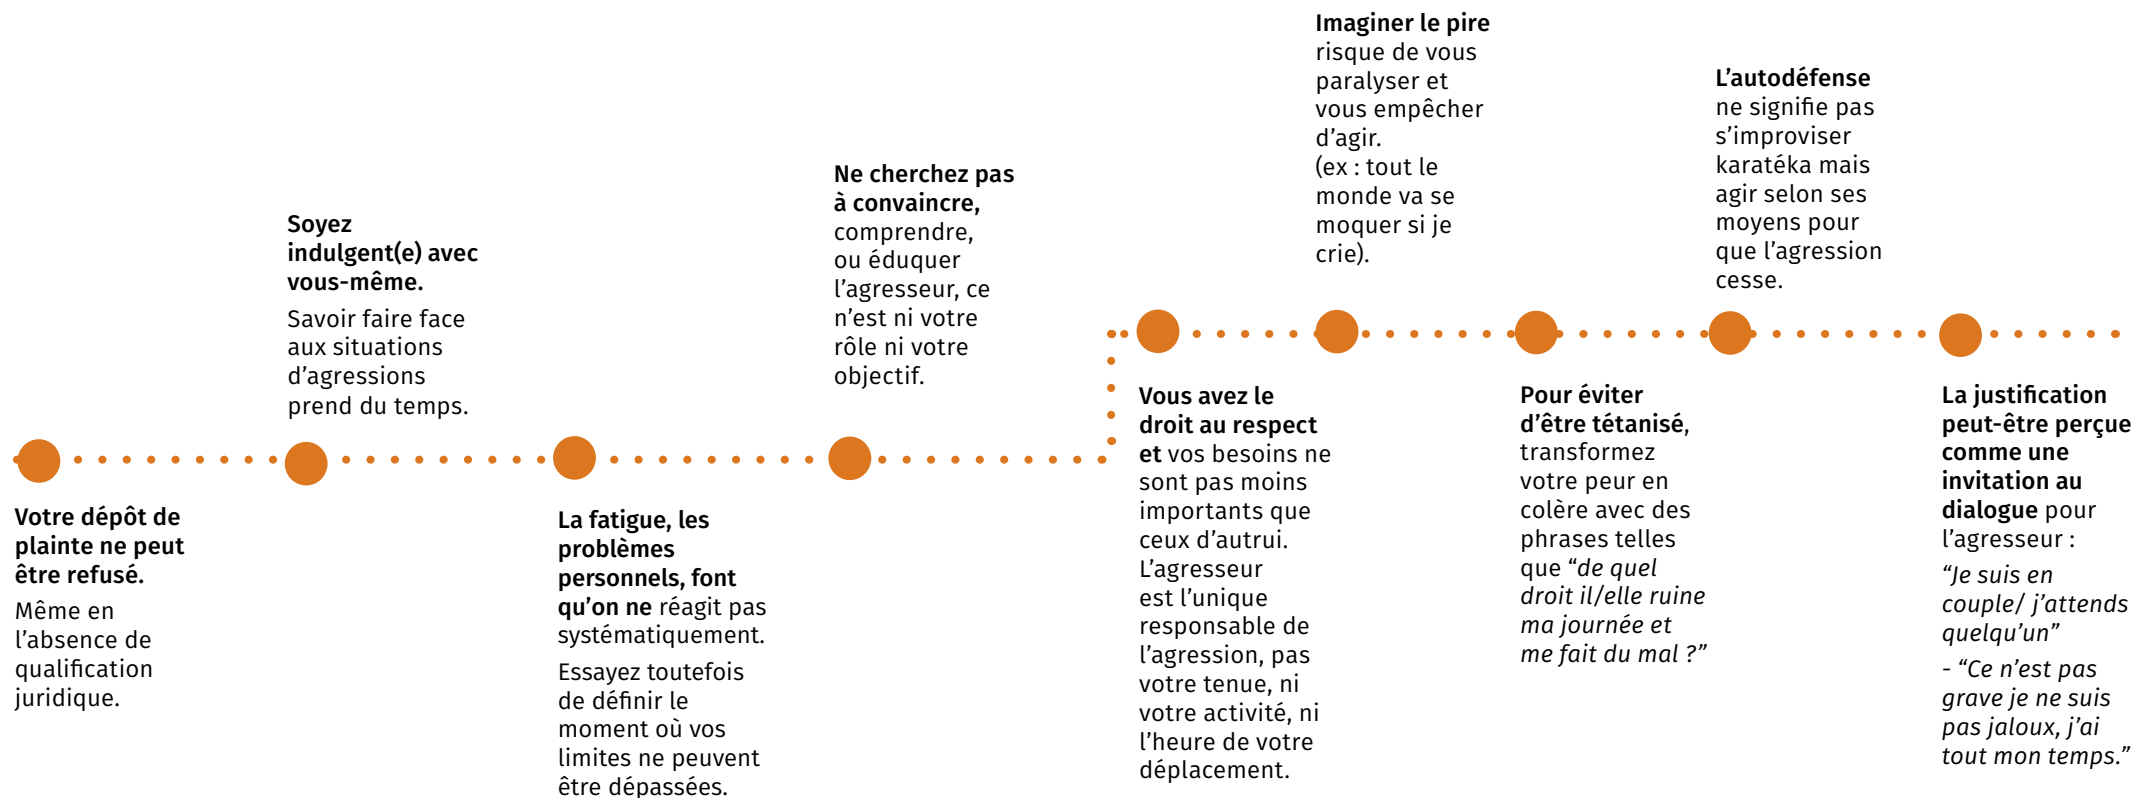 Votre dépôt de
plainte ne peut
être refusé.
Même en
l’absence de
qualification
juridique.
Soyez
indulgent(e) avec
vous-même.
Savoir faire face
aux situations
d’agressions
prend du temps.
La fatigue, les
problèmes
personnels, font
qu’on ne réagit pas
systématiquement.
Essayez toutefois
de définir le
moment où vos
limites ne peuvent
être dépassées.
Ne cherchez pas
à convaincre,
comprendre,
ou éduquer
l’agresseur, ce
n’est ni votre
rôle ni votre
objectif.
Vous avez le
droit au respect
et vos besoins ne
sont pas moins
importants que
ceux d’autrui.
L’agresseur
est l’unique
responsable de
l’agression, pas
votre tenue, ni
votre activité, ni
l’heure de votre
déplacement.
Imaginer le pire
risque de vous
paralyser et
vous empêcher
d’agir.
(ex : tout le
monde va se
moquer si je
crie).
Pour éviter
d’être tétanisé,
transformez
votre peur en
colère avec des
phrases telles
que “de quel
droit il/elle ruine
ma journée et
me fait du mal ?”
L’autodéfense
ne signifie pas
s’improviser
karatéka mais
agir selon ses
moyens pour
que l’agression
cesse.
La justification
peut-être perçue
comme une
invitation au
dialogue pour
l’agresseur :
“Je suis en
couple/ j’attends
quelqu’un”
- “Ce n’est pas
grave je ne suis
pas jaloux, j’ai
tout mon temps.”